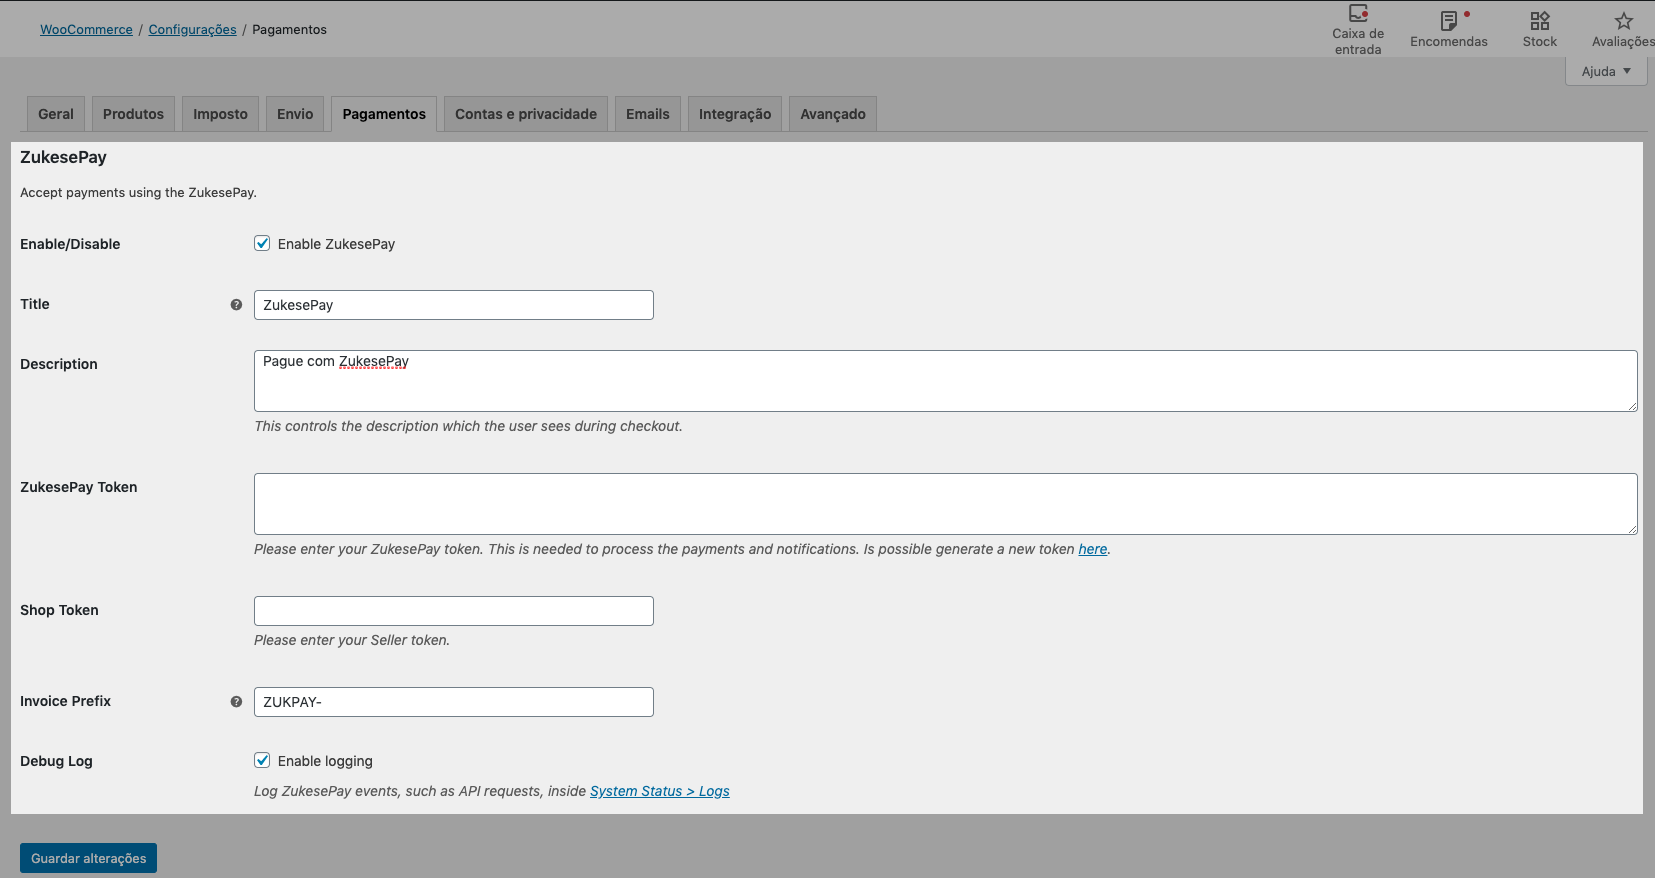 WooCommerce / Configurações / Pagamentos
Caixa de entrada
Encomendas
Stock
Avaliações
Ajuda
Geral
Produtos
Imposto
Envio
Pagamentos
Contas e privacidade
Emails
Integração
Avançado
ZukesePay
Accept payments using the ZukesePay.
Enable/Disable
Enable ZukesePay
Title
ZukesePay
Description
Pague com ZukesePay
This controls the description which the user sees during checkout.
ZukesePay Token
Please enter your ZukesePay token. This is needed to process the payments and notifications. Is possible generate a new token here.
Shop Token
Please enter your Seller token.
Invoice Prefix
ZUKPAY-
Debug Log
Enable logging
Log ZukesePay events, such as API requests, inside System Status > Logs
Guardar alterações